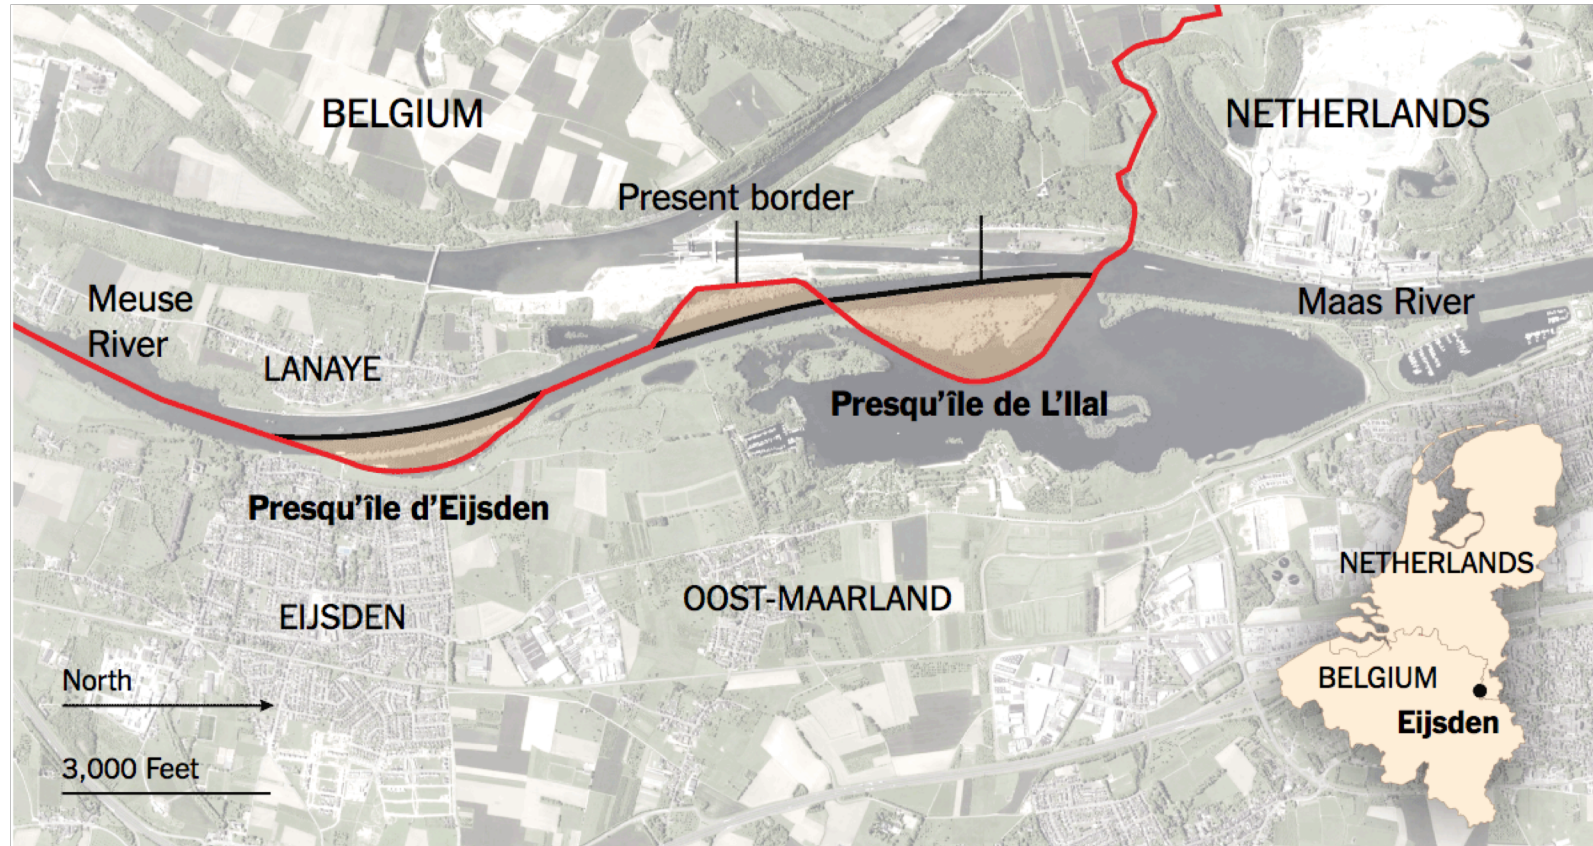 BELGIUM
NETHERLANDS
Present border
Meuse
River
Maas River
LANAYE
Presqu’île de L’Ilal
Presqu’île d’Eijsden
NETHERLANDS
OOST-MAARLAND
EIJSDEN
North
BELGIUM
Eijsden
3,000 Feet